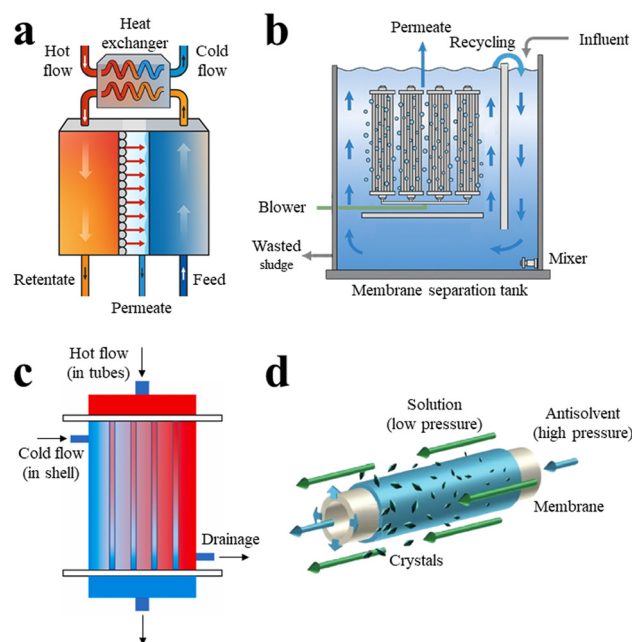 a
Heat
exchanger
Hot
flow
Cold
flow
Retentate
Feed
Permeate
b
Permeate
Recycling
Influent
Blower
Wasted
sludge
Mixer
Membrane separation tank
c
Hot flow
(in tubes)
Cold flow
(in shell)
Drainage
d
Solution
(low pressure)
Antisolvent
(high pressure)
Membrane
Crystals